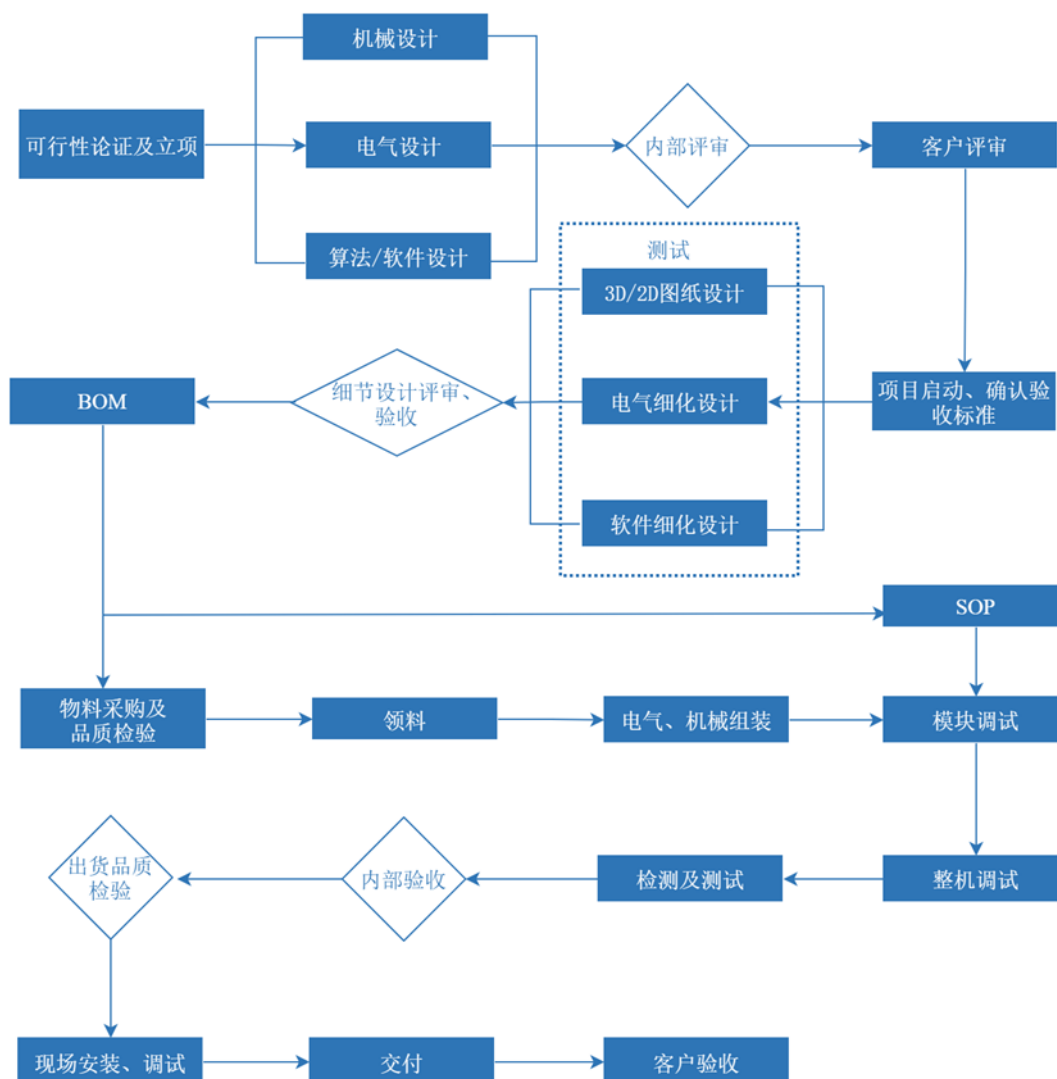 机械设计
可行性论证及立项
电气设计
内部评审
客户评审
算法/软件设计
测试
3D/2D图纸设计
BOM
细节设计评审、
验收
电气细化设计
项目启动、确认验
收标准
软件细化设计
SOP
物料采购及
品质检验
领料
电气、机械组装
模块调试
出货品质
检验
内部验收
检测及测试
整机调试
现场安装、调试
交付
客户验收